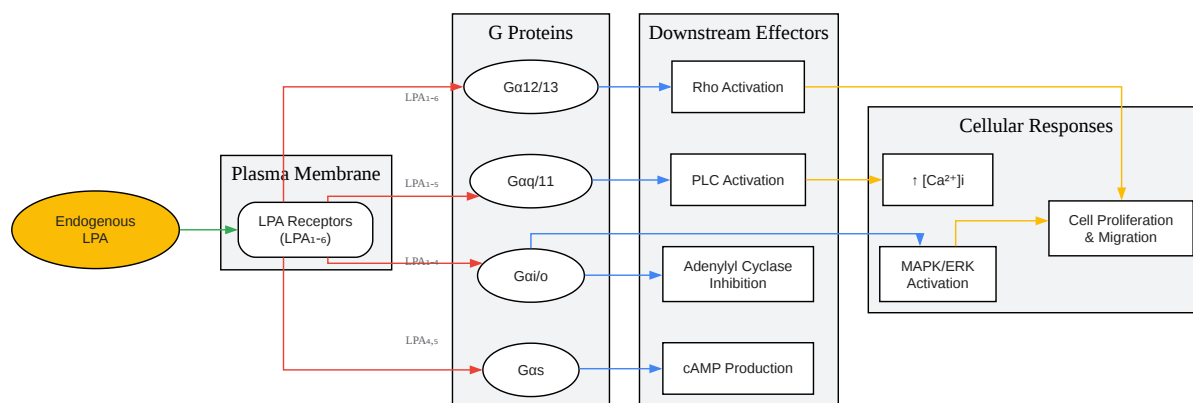 G Proteins
Downstream Effectors
Gα12/13
Rho Activation
LPA₁-₆
Cellular Responses
Plasma Membrane
LPA₁-₅
Gαq/11
PLC Activation
↑ [Ca²⁺]i
Endogenous
LPA
LPA Receptors
(LPA₁-₆)
Cell Proliferation
& Migration
LPA₁-₄
Gαi/o
Adenylyl Cyclase
Inhibition
MAPK/ERK
Activation
LPA₄,₅
Gαs
cAMP Production